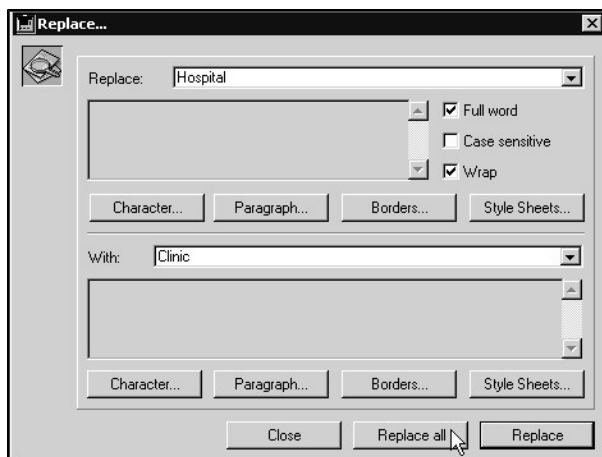 Replace...
Replace: Hospital
Full word
Case sensitive
Wrap
Character... Paragraph... Borders... Style Sheets...
With: Clinic
Character... Paragraph... Borders... Style Sheets...
Close Replace all Replace